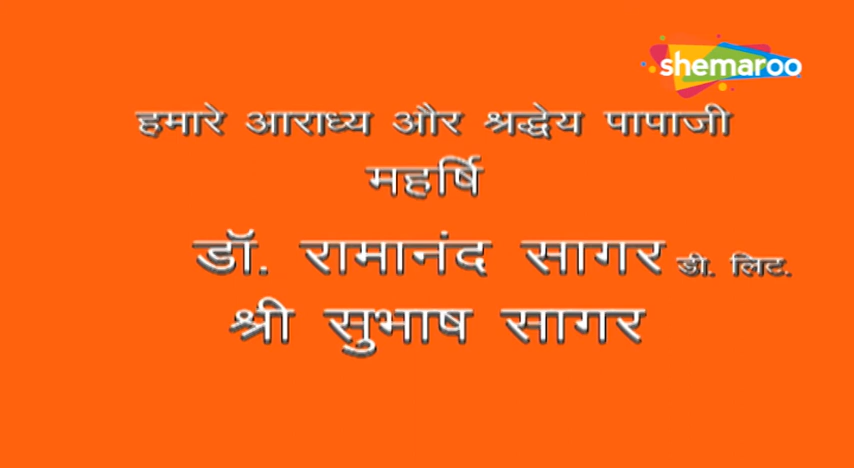 shemaroo
हमारे आराध्य और श्रद्धेय पापाजी
महर्षि
डॉ. रामानंद सागर डी. लिट.
श्री सुभाष सागर